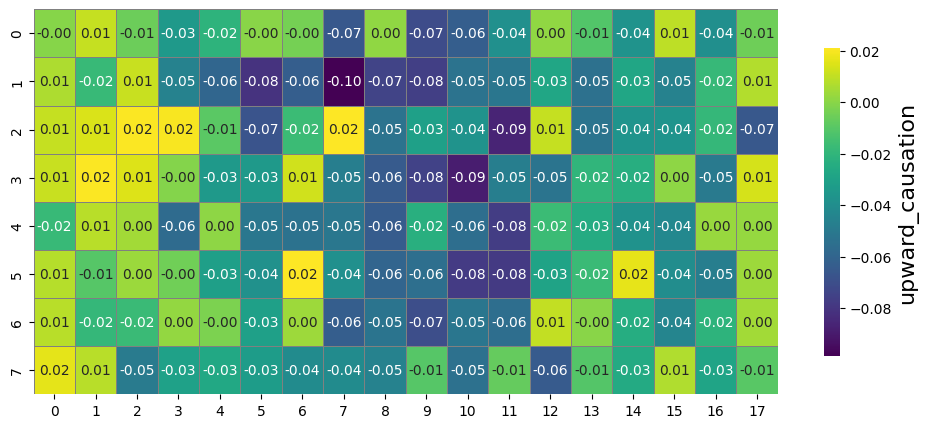 0 -0.00 0.01 -0.01 -0.03 -0.02 -0.00 -0.00 -0.07 0.00 -0.07 -0.06 -0.04 0.00 -0.01 -0.04 0.01 -0.04 -0.01
1 0.01 -0.02 0.01 -0.05 -0.06 -0.08 -0.06 -0.10 -0.07 -0.08 -0.05 -0.05 -0.03 -0.05 -0.03 -0.05 -0.02 0.01
2 0.01 0.01 0.02 0.02 -0.01 -0.07 -0.02 0.02 -0.05 -0.03 -0.04 -0.09 0.01 -0.05 -0.04 -0.04 -0.02 -0.07
3 0.01 0.02 0.01 -0.00 -0.03 -0.03 0.01 -0.05 -0.06 -0.08 -0.09 -0.05 -0.05 -0.02 -0.02 0.00 -0.05 0.01
4 -0.02 0.01 0.00 -0.06 0.00 -0.05 -0.05 -0.05 -0.06 -0.02 -0.06 -0.08 -0.02 -0.03 -0.04 -0.04 0.00 0.00
5 0.01 -0.01 0.00 -0.00 -0.03 -0.04 0.02 -0.04 -0.06 -0.06 -0.08 -0.08 -0.03 -0.02 0.02 -0.04 -0.05 0.00
6 0.01 -0.02 -0.02 0.00 -0.00 -0.03 0.00 -0.06 -0.05 -0.07 -0.05 -0.06 0.01 -0.00 -0.02 -0.04 -0.02 0.00
7 0.02 0.01 -0.05 -0.03 -0.03 -0.03 -0.04 -0.04 -0.05 -0.01 -0.05 -0.01 -0.06 -0.01 -0.03 0.01 -0.03 -0.01
0 1 2 3 4 5 6 7 8 9 10 11 12 13 14 15 16 17
0.02
0.00
−0.02
−0.04
−0.06
−0.08
upward_causation